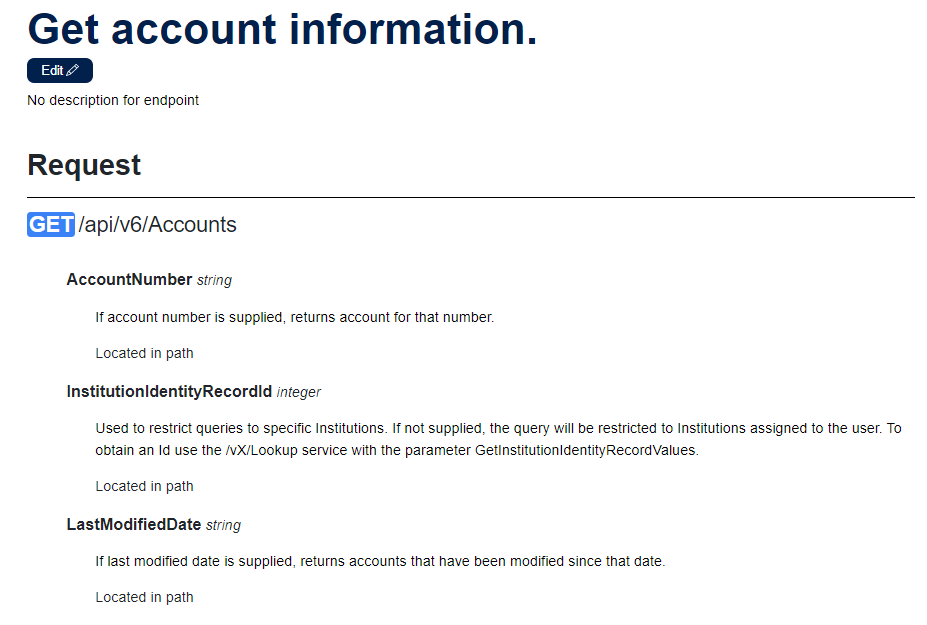 Get account information.
Edit
No description for endpoint
Request
GET /api/v6/Accounts
AccountNumber string
If account number is supplied, returns account for that number.
Located in path
InstitutionIdentityRecordId integer
Used to restrict queries to specific Institutions. If not supplied, the query will be restricted to Institutions assigned to the user. To
obtain an Id use the /vX/Lookup service with the parameter GetInstitutionIdentityRecordValues.
Located in path
LastModifiedDate string
If last modified date is supplied, returns accounts that have been modified since that date.
Located in path